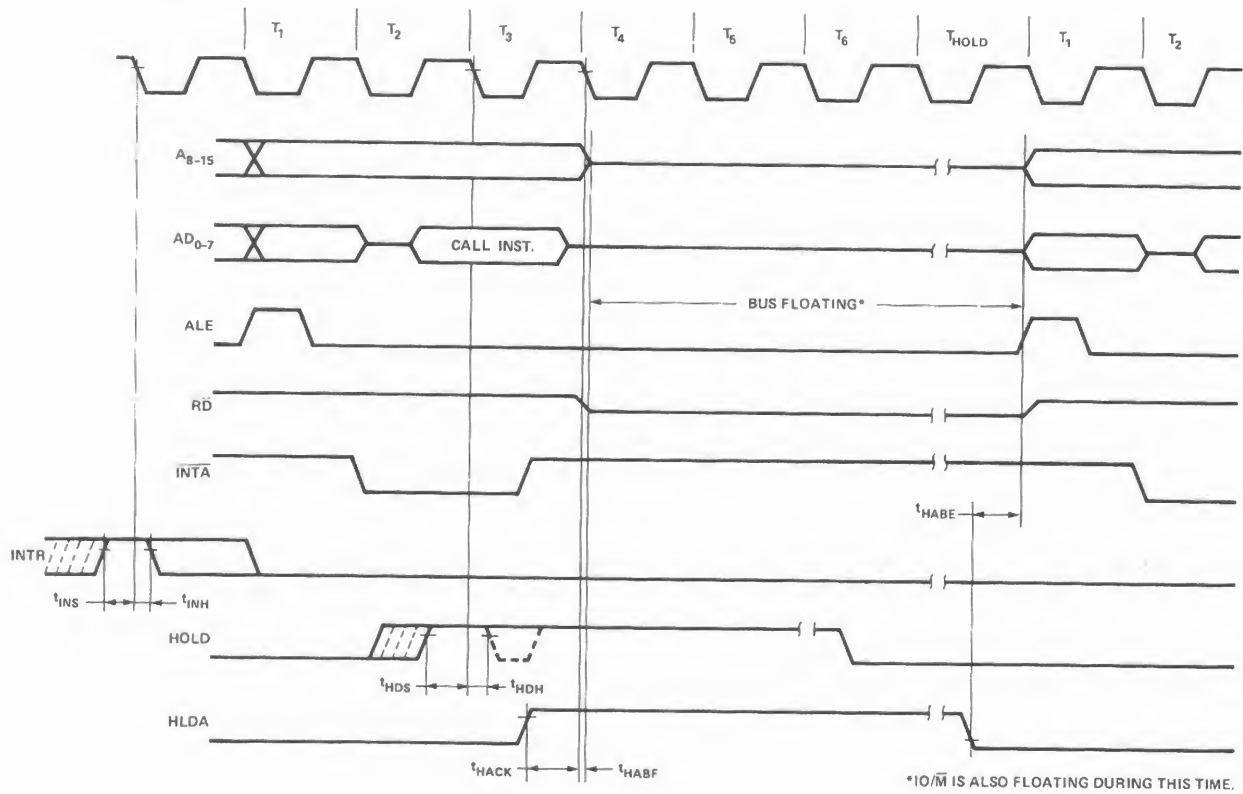 T1 T2 T3 T4 T5 T6 THOLD T1 T2
A8–15
AD0–7 CALL INST.
BUS FLOATING*
ALE
RD̅
I̅N̅T̅A̅
tHABE
INTR
tINS tINH
HOLD
tHDS tHDH
HLDA
tHACK tHABF
*IO/M̅ IS ALSO FLOATING DURING THIS TIME.